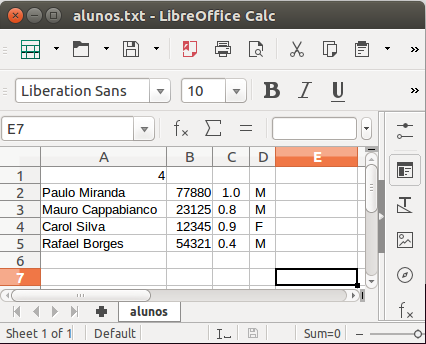 alunos.txt - LibreOffice Calc
»
Liberation Sans 10 B I U »
E7 fx Σ =
A B C D E
1 4
2 Paulo Miranda 77880 1.0 M
3 Mauro Cappabianco 23125 0.8 M
4 Carol Silva 12345 0.9 F
5 Rafael Borges 54321 0.4 M
6
7
alunos
fx
Sheet 1 of 1 Default Sum=0 − +